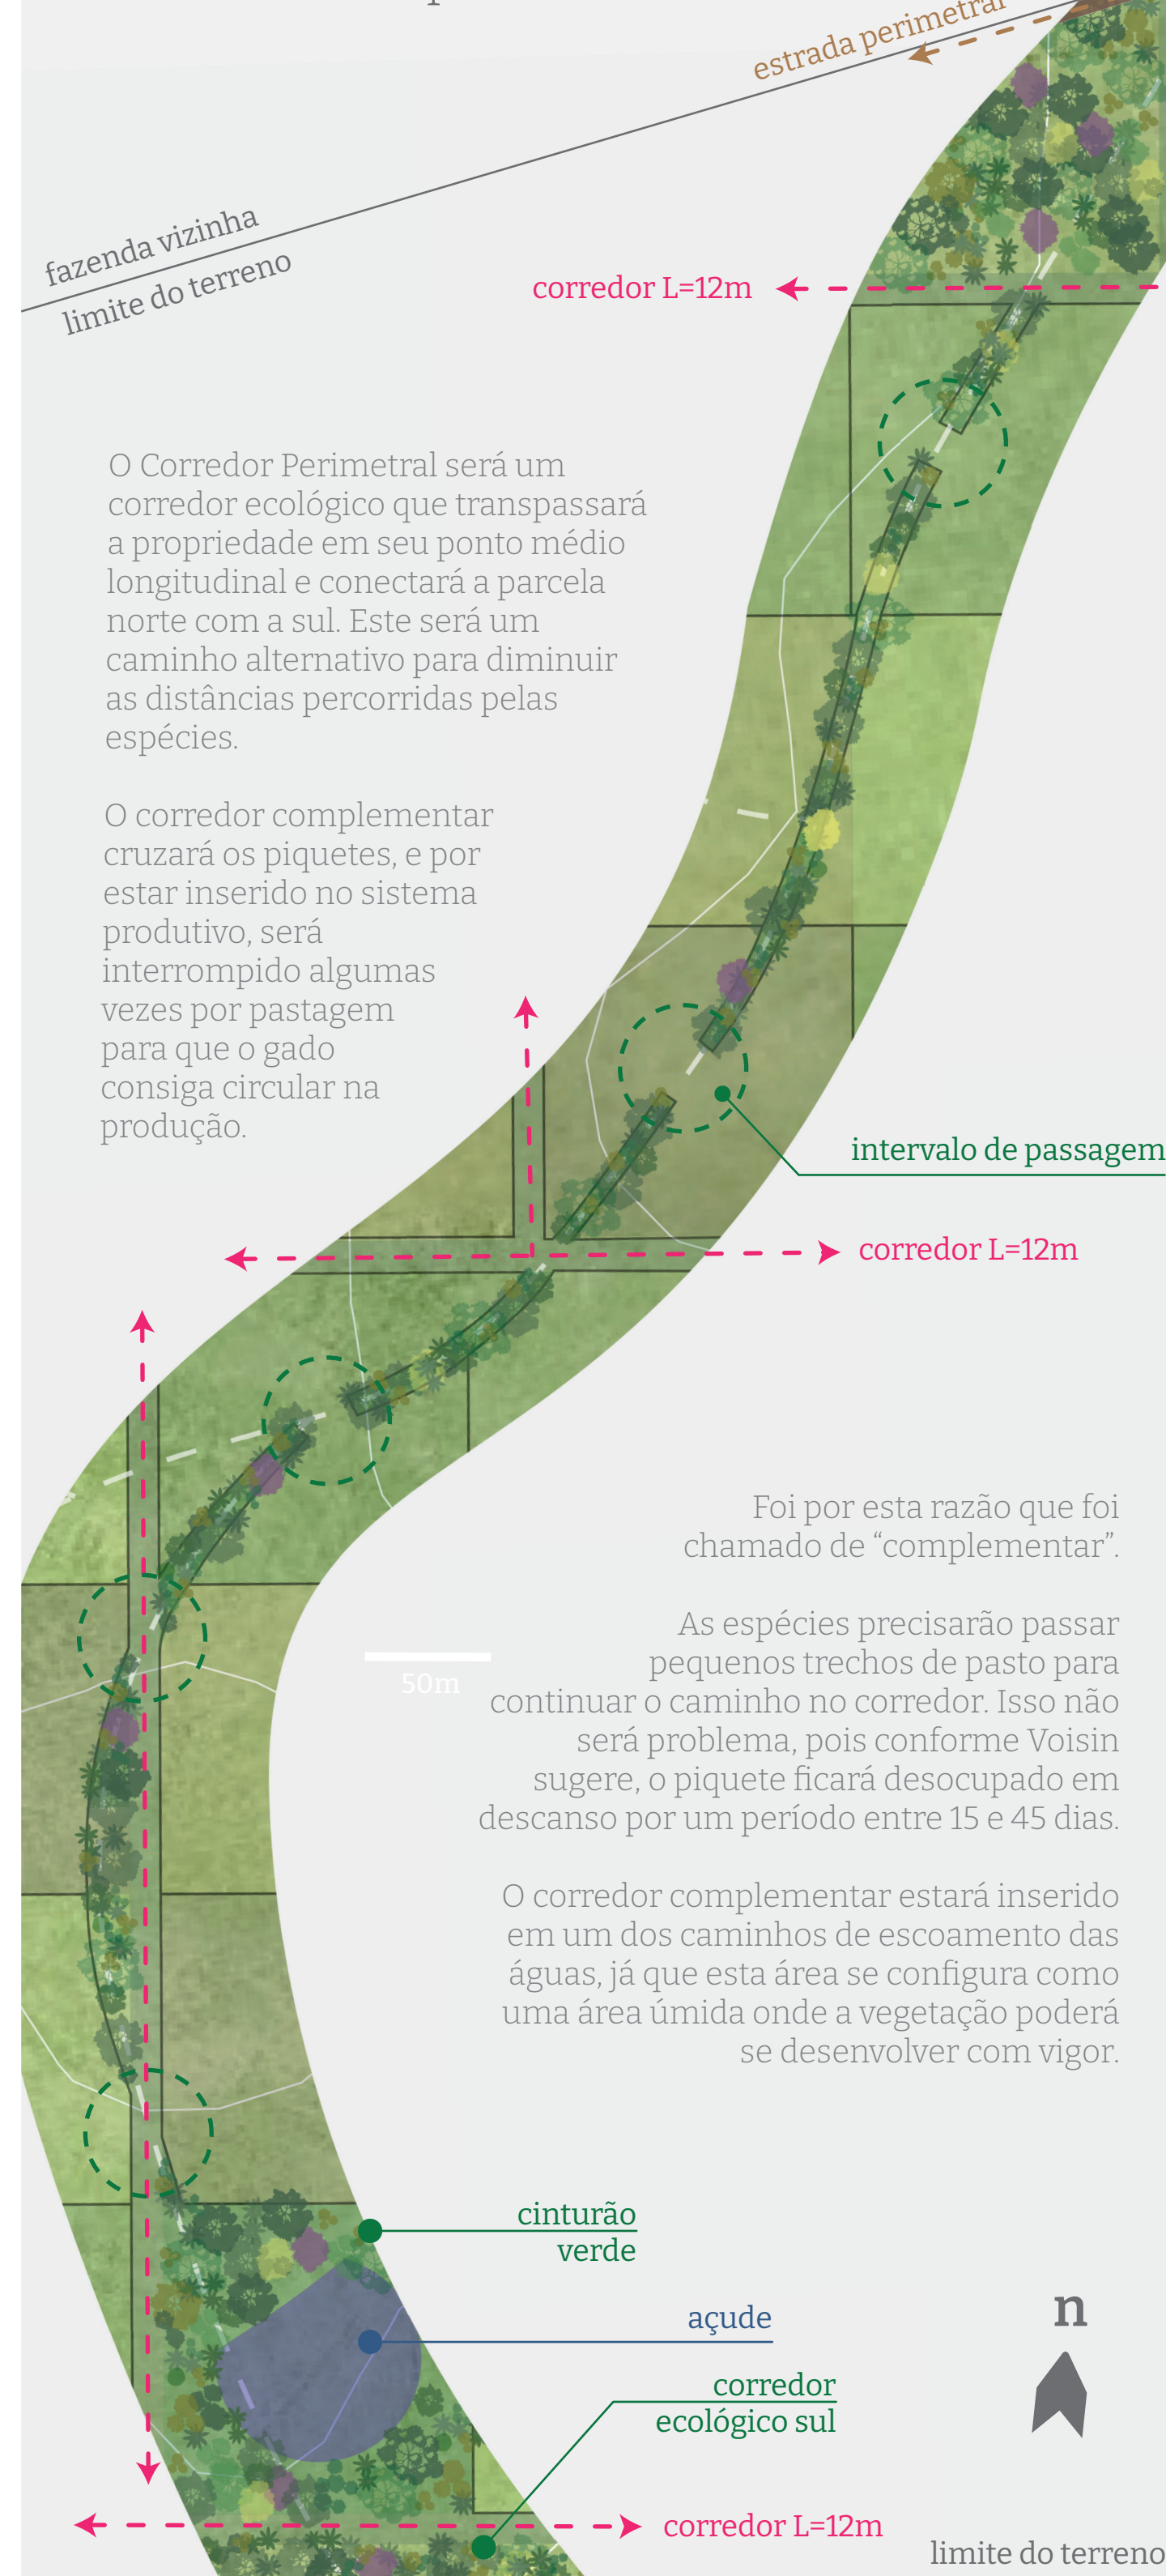 estrada perimetral
fazenda vizinha
limite do terreno
corredor L=12m
O Corredor Perimetral será um
corredor ecológico que transpassará
a propriedade em seu ponto médio
longitudinal e conectará a parcela
norte com a sul. Este será um
caminho alternativo para diminuir
as distâncias percorridas pelas
espécies.
O corredor complementar
cruzará os piquetes, e por
estar inserido no sistema
produtivo, será
interrompido algumas
vezes por pastagem
para que o gado
consiga circular na
produção.
intervalo de passagem
corredor L=12m
Foi por esta razão que foi
chamado de “complementar”.
As espécies precisarão passar
pequenos trechos de pasto para
continuar o caminho no corredor. Isso não
será problema, pois conforme Voisin
sugere, o piquete ficará desocupado em
descanso por um período entre 15 e 45 dias.
50m
O corredor complementar estará inserido
em um dos caminhos de escoamento das
águas, já que esta área se configura como
uma área úmida onde a vegetação poderá
se desenvolver com vigor.
cinturão
verde
açude
n
corredor
ecológico sul
corredor L=12m
limite do terreno